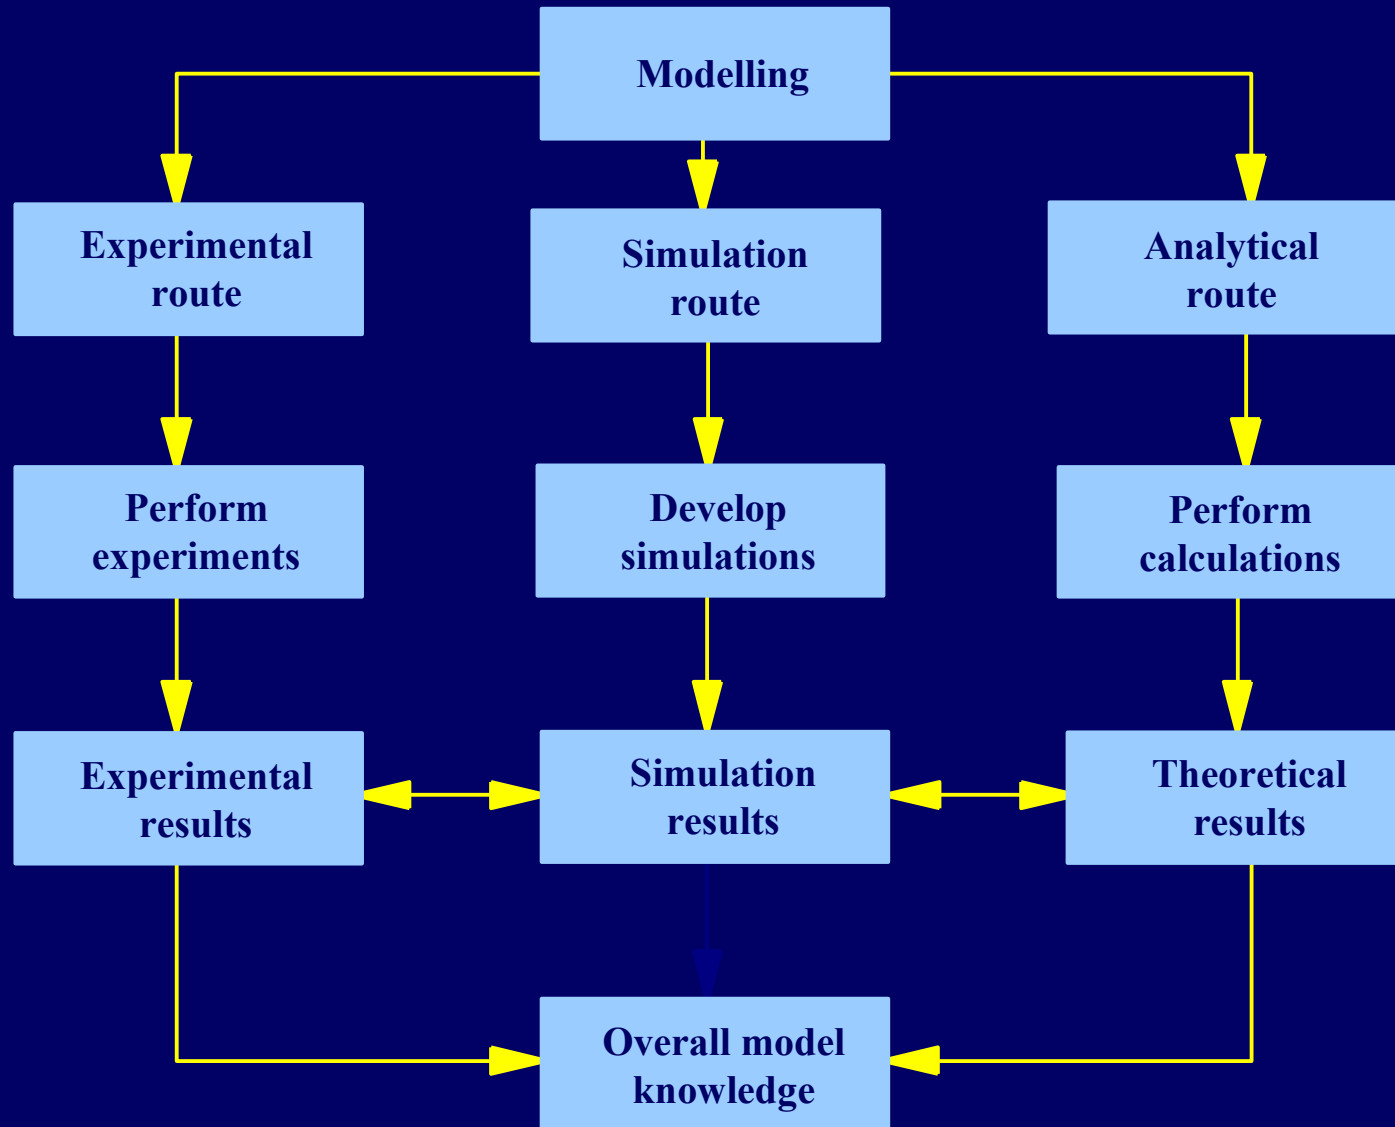 Modelling
Experimental
route
Simulation
route
Analytical
route
Perform
experiments
Develop
simulations
Perform
calculations
Experimental
results
Simulation
results
Theoretical
results
Overall model
knowledge